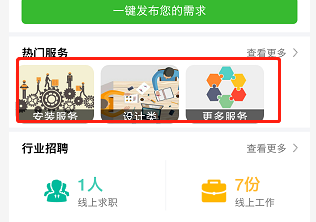 一键发布您的需求
热门服务 查看更多
安装服务 设计类 更多服务
行业招聘 查看更多
1人 7份
线上求职 线上工作